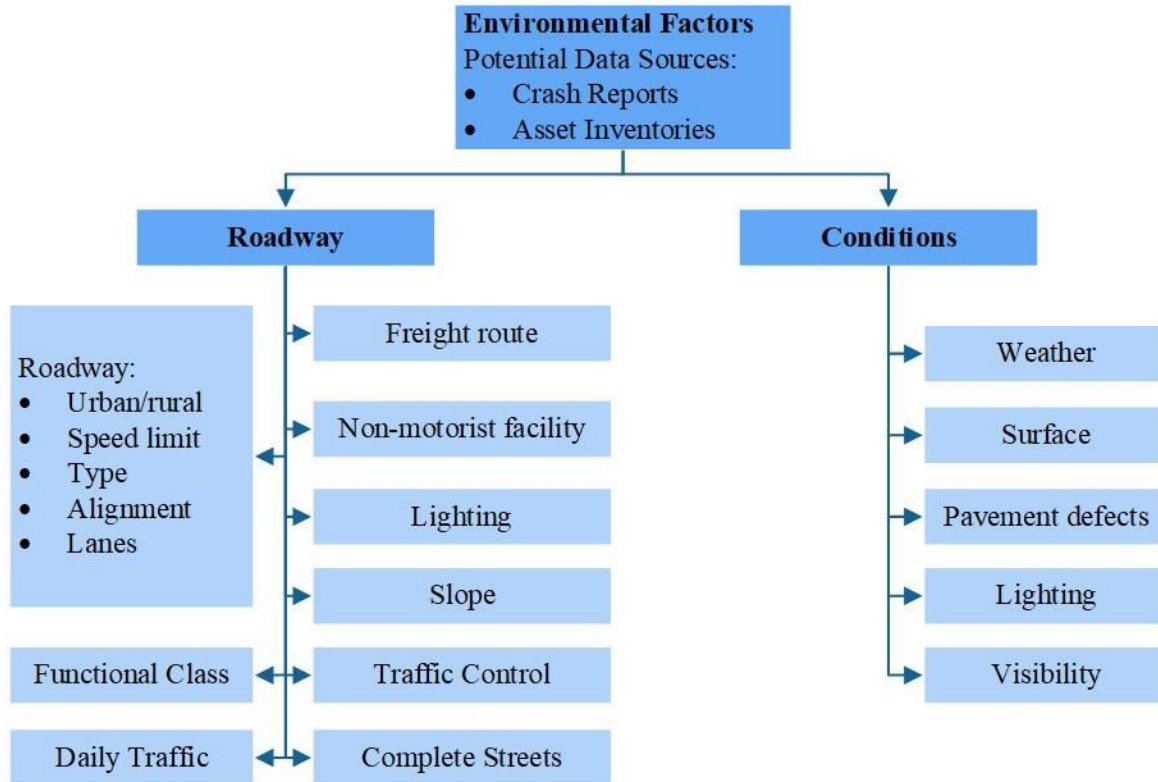 Environmental Factors
Potential Data Sources:
• Crash Reports
• Asset Inventories
Roadway
Roadway:
• Urban/rural
• Speed limit
• Type
• Alignment
• Lanes
Functional Class
Daily Traffic
Freight route
Non-motorist facility
Lighting
Slope
Traffic Control
Complete Streets
Conditions
Weather
Surface
Pavement defects
Lighting
Visibility